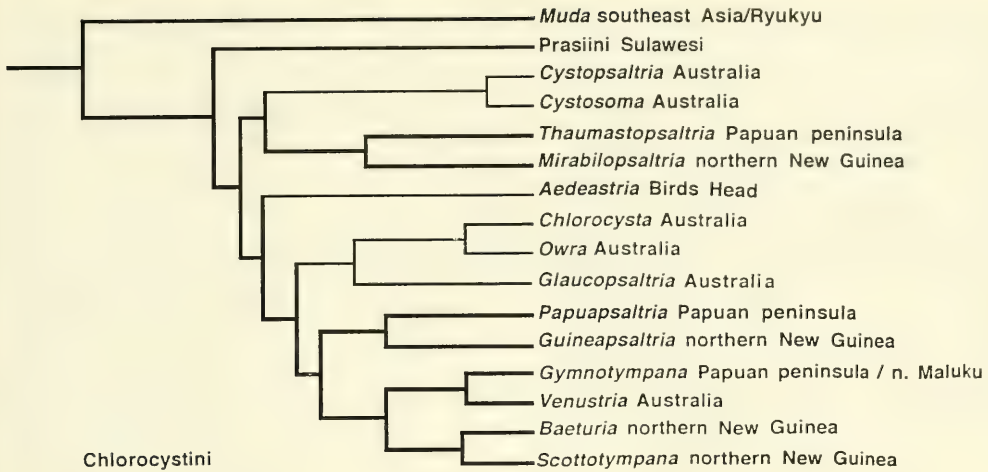 Muda southeast Asia/Ryukyu
Prasiini Sulawesi
Cystopsaltria Australia
Cystosoma Australia
Thaumastopsaltria Papuan peninsula
Mirabilopsaltria northern New Guinea
Aedeastria Birds Head
Chlorocysta Australia
Owra Australia
Glaucopsaltria Australia
Papuapsaltria Papuan peninsula
Guineapsaltria northern New Guinea
Gymnotympana Papuan peninsula / n. Maluku
Venustria Australia
Baeturia northern New Guinea
Scottotympana northern New Guinea
Chlorocystini